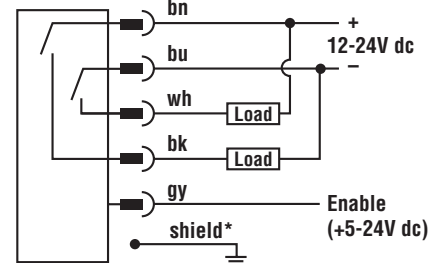 bn
+
12-24V dc
bu
–
wh
Load
bk
Load
gy
Enable
(+5-24V dc)
shield*